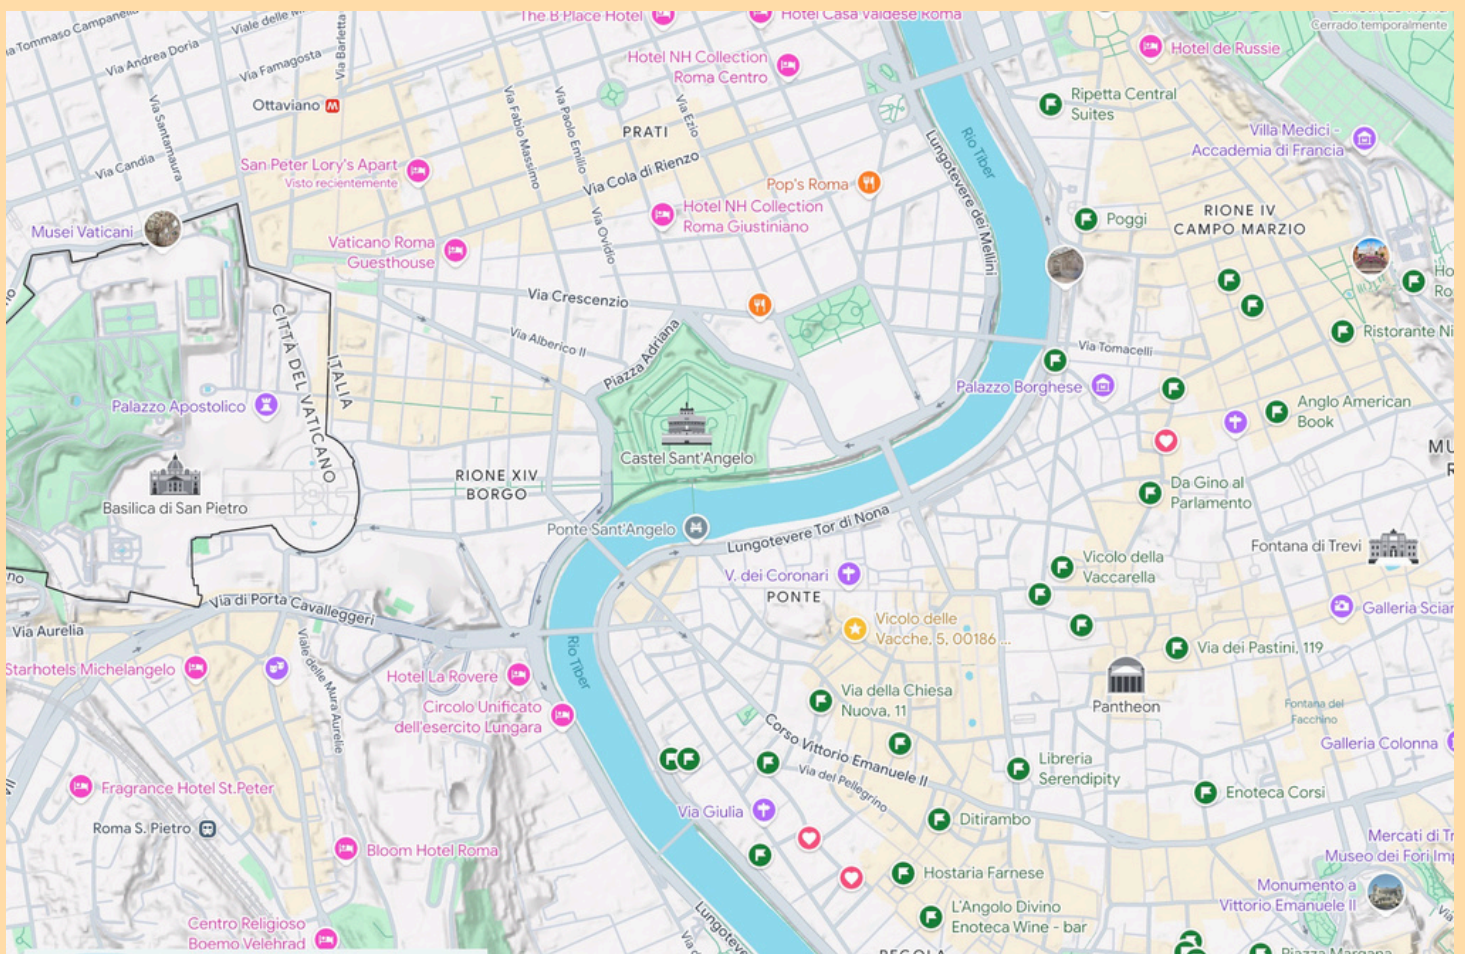 The B Place Hotel
Hotel Casa Valdese Roma
Cerrado temporalmente
Via Tommaso Campanella
Viale delle
Via Barletta
Via Andrea Doria
Via Famagosta
Hotel NH Collection
Roma Centro
Hotel de Russie
Ottaviano
M
Via Santamaura
Via Fabio Massimo
Via Paolo Emilio
Via Ezio
Ripetta Central
Suites
PRATI
Rio Tiber
Villa Medici -
Accademia di Francia
Via Candia
San Peter Lory's Apart
Visto recientemente
Via Cola di Rienzo
Pop's Roma
Lungotevere dei Mellini
Hotel NH Collection
Roma Giustiniano
Poggi
RIONE IV
CAMPO MARZIO
Musei Vaticani
Vaticano Roma
Guesthouse
Via Ovidio
Via Crescenzio
Ho
Ro
CITTÀ DEL VATICANO
ITALIA
Via Alberico II
Piazza Adriana
Ristorante Ni
Via Tomacelli
Palazzo Borghese
Palazzo Apostolico
Anglo American
Book
Castel Sant'Angelo
MU
R
RIONE XIV
BORGO
Basilica di San Pietro
Da Gino al
Parlamento
Ponte Sant'Angelo
Lungotevere Tor di Nona
Fontana di Trevi
Vicolo della
Vaccarella
V. dei Coronari
PONTE
no
Via di Porta Cavalleggeri
Galleria Sciar
Via Aurelia
Vicolo delle
Vacche, 5, 00186 ...
Starhotels Michelangelo
Viale delle Mura Aurelie
Rio Tiber
Via dei Pastini, 119
Hotel La Rovere
Via della Chiesa
Nuova, 11
Circolo Unificato
dell'esercito Lungara
Pantheon
Fontana del
Facchino
Corso Vittorio Emanuele II
Galleria Colonna
Via del Pellegrino
Libreria
Serendipity
Fragrance Hotel St.Peter
Enoteca Corsi
Via Giulia
Ditirambo
Roma S. Pietro
Mercati di Tr
Museo dei Fori Imp
Bloom Hotel Roma
Hostaria Farnese
Monumento a
Vittorio Emanuele II
L'Angolo Divino
Enoteca Wine - bar
Lungoteve
Centro Religioso
Boemo Velehrad
Via
REGOLA
Piazza Margana